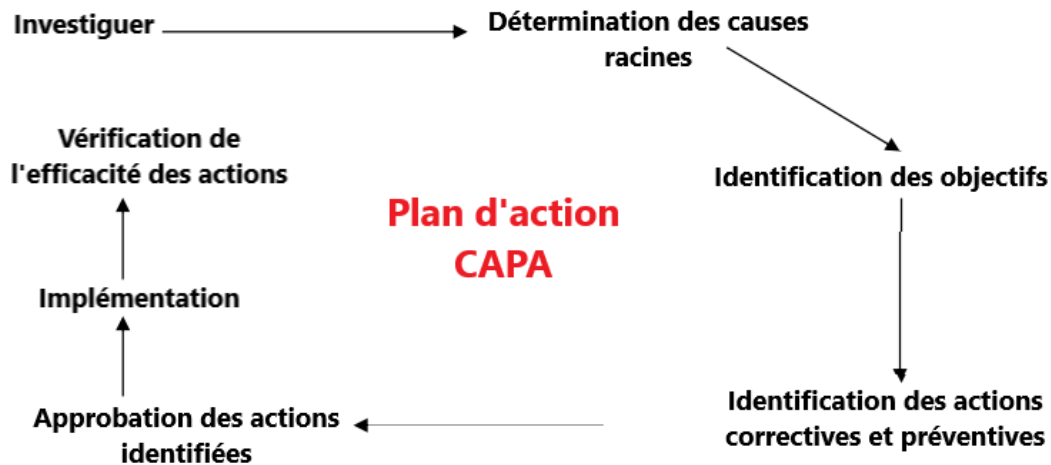 Investiguer
Détermination des causes
racines
Identification des objectifs
Identification des actions
correctives et préventives
Approbation des actions
identifiées
Implémentation
Vérification de
l'efficacité des actions
Plan d'action
CAPA